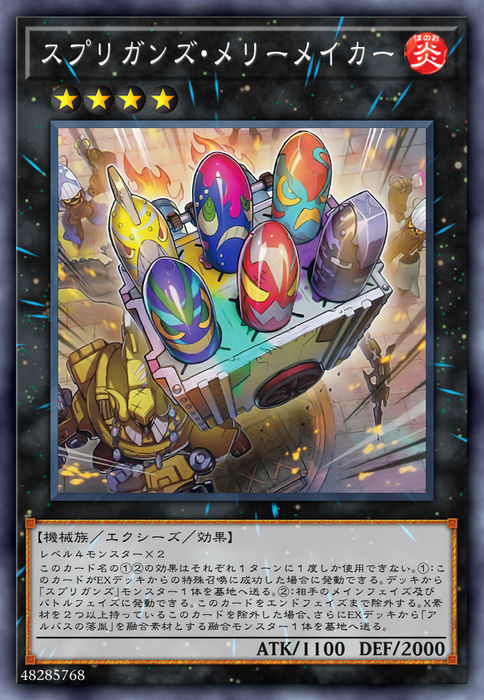 スプリガンズ・メリーメイカー
ほのお
炎
【機械族／エクシーズ／効果】
レベル4モンスター×2
このカード名の①②の効果はそれぞれ1ターンに1度しか使用できない。①:こ
のカードがEXデッキからの特殊召喚に成功した場合に発動できる。デッキから
「スプリガンズ」モンスター1体を墓地へ送る。②:相手のメインフェイズ及び
バトルフェイズに発動できる。このカードをエンドフェイズまで除外する。X素
材を2つ以上持っているこのカードを除外した場合、さらにEXデッキから「ア
ルバスの落胤」を融合素材とする融合モンスター1体を墓地へ送る。
ATK/1100 DEF/2000
48285768